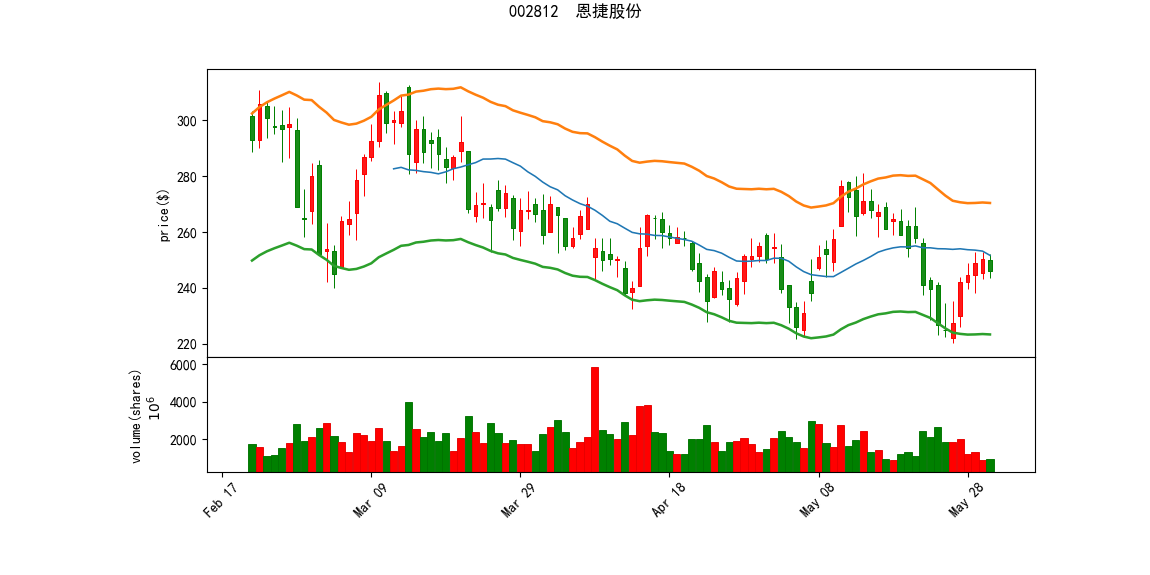 002812 恩捷股份
price($)
300
280
260
240
220
volume(shares)
10^6
6000
4000
2000
Feb 17
Mar 09
Mar 29
Apr 18
May 08
May 28